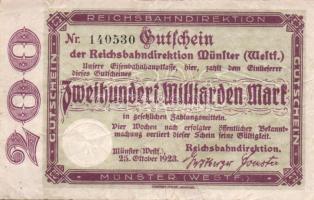 REICHSBAHNDIREKTION
Nr. 140530 Gutschein
der Reichsbahndirektion Münster (Westf.)
Unsere Eisenbahnhauptkasse, hier, zahlt dem Einlieferer
dieses Gutscheines
Zweihundert Milliarden Mark
in gesetzlichen Zahlungsmitteln.
Vier Wochen nach erfolgter öffentlicher Bekannt-
machung verliert dieser Schein seine Gültigkeit.
Münster (Westf.),
25. Oktober 1923.
Reichsbahndirektion.
MÜNSTER (WESTF.)
GUTSCHEIN
GUTSCHEIN
200